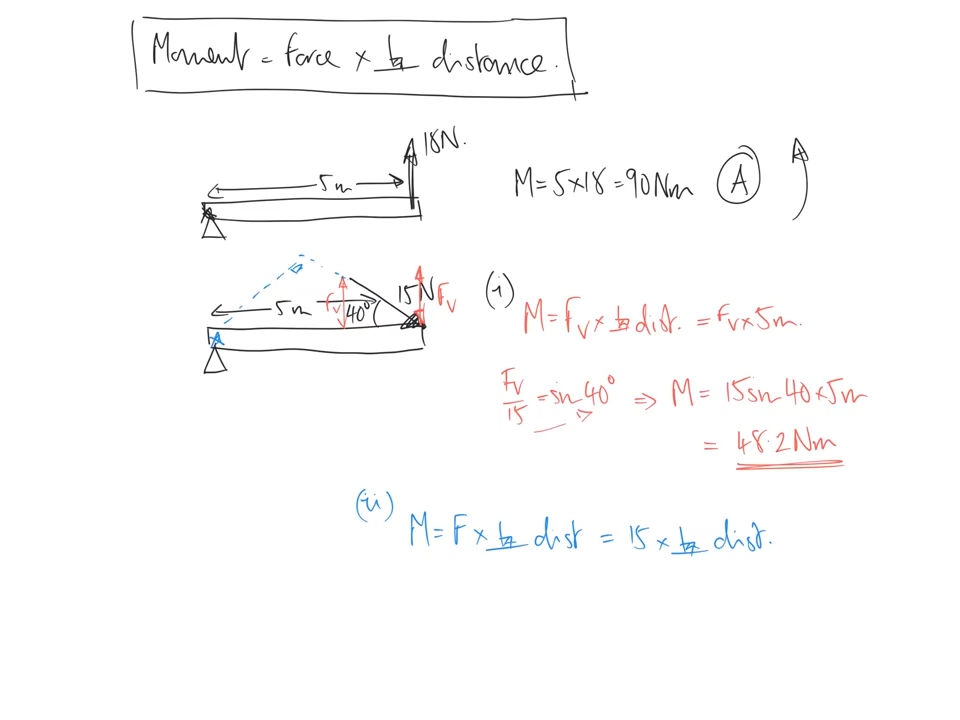 Moment = Force × ⊥ distance.
18N.
5m
M = 5×18 = 90Nm Ⓐ
15N
Fv
Fv
5m
40°
(i)
M = Fv × ⊥ dist. = Fv × 5m.
Fv/15 = sin 40° ⇒ M = 15 sin 40 × 5m
= 48.2Nm
(ii)
M = F × ⊥ dist = 15 × ⊥ dist.